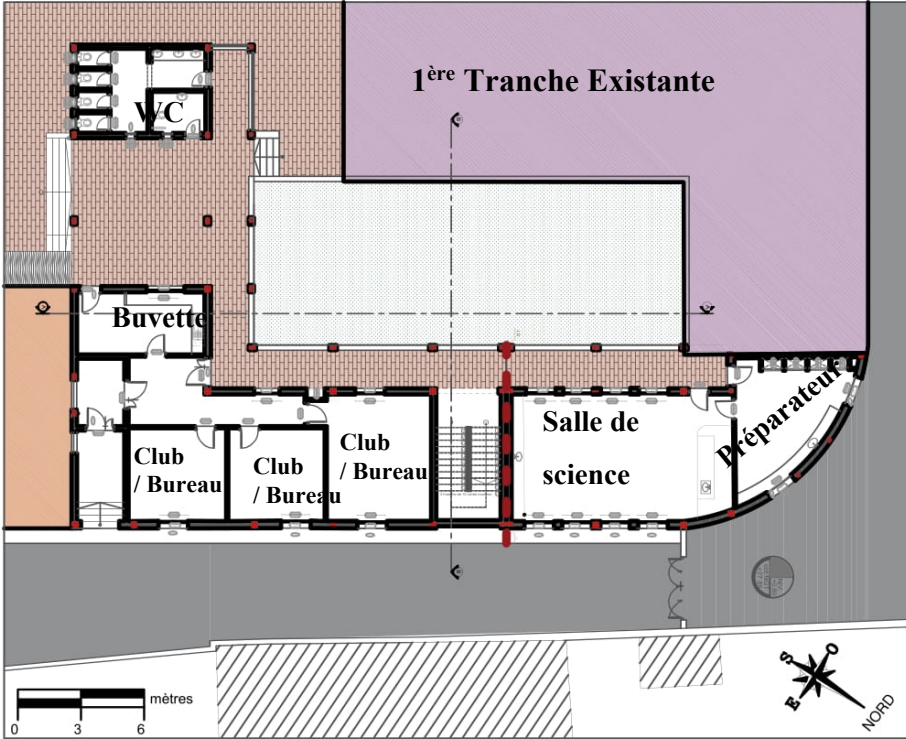 1ère Tranche Existante
WC
Buvette
Salle de
science
Préparateur
Club
/ Bureau
Club
/ Bureau
Club
/ Bureau
mètres
0 3 6
S O
E
NORD